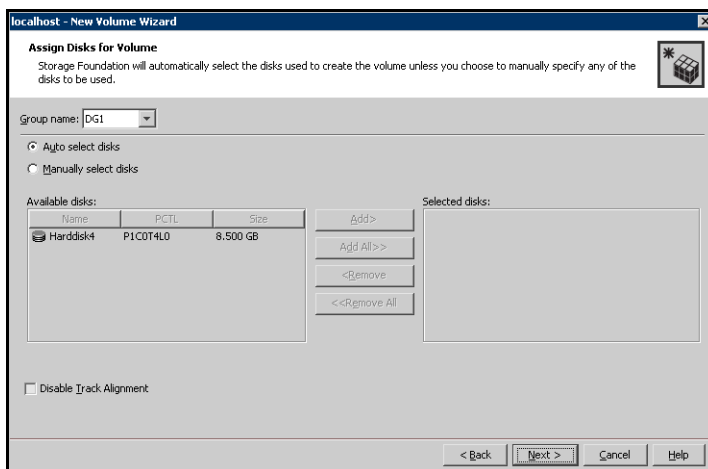 localhost - New Volume Wizard
Assign Disks for Volume
Storage Foundation will automatically select the disks used to create the volume unless you choose to manually specify any of the
disks to be used.
Group name: DG1
Auto select disks
Manually select disks
Available disks:
Selected disks:
Name PCTL Size
Harddisk4 P1C0T4L0 8.500 GB
Add>
Add All>>
<Remove
<<Remove All
Disable Track Alignment
< Back Next > Cancel Help